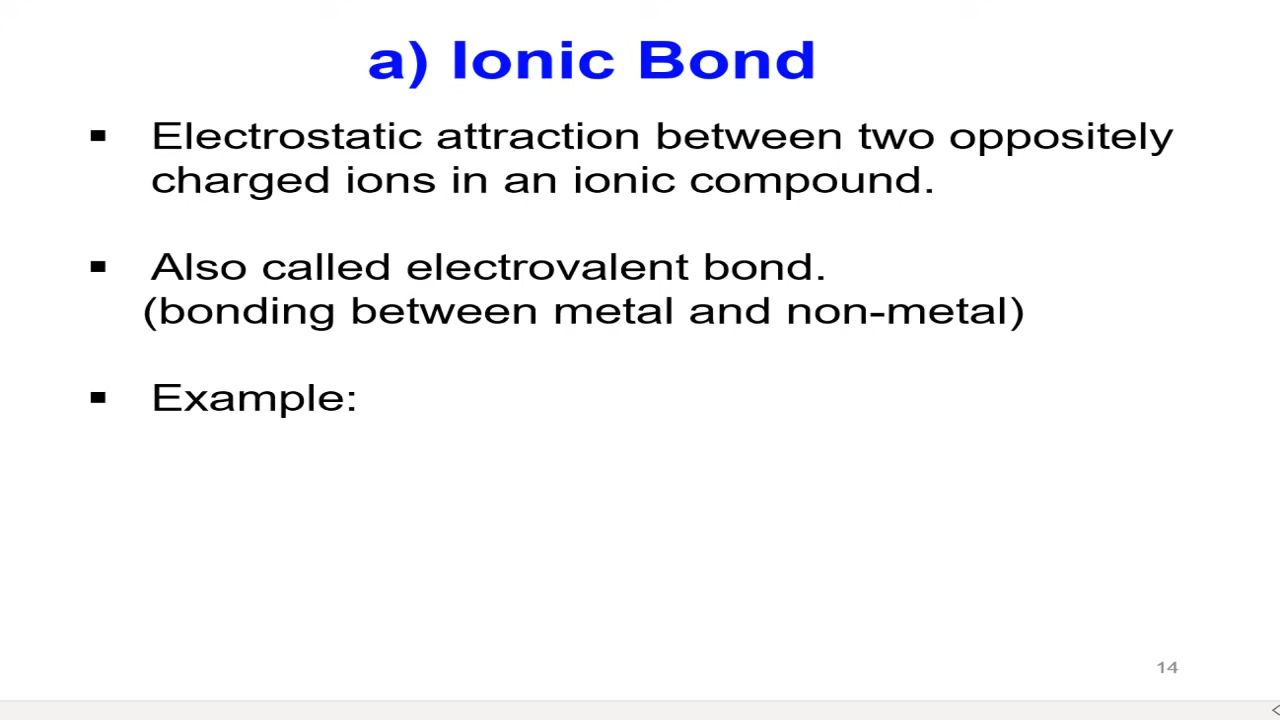 a) Ionic Bond
▪ Electrostatic attraction between two oppositely
charged ions in an ionic compound.
▪ Also called electrovalent bond.
(bonding between metal and non-metal)
▪ Example:
14